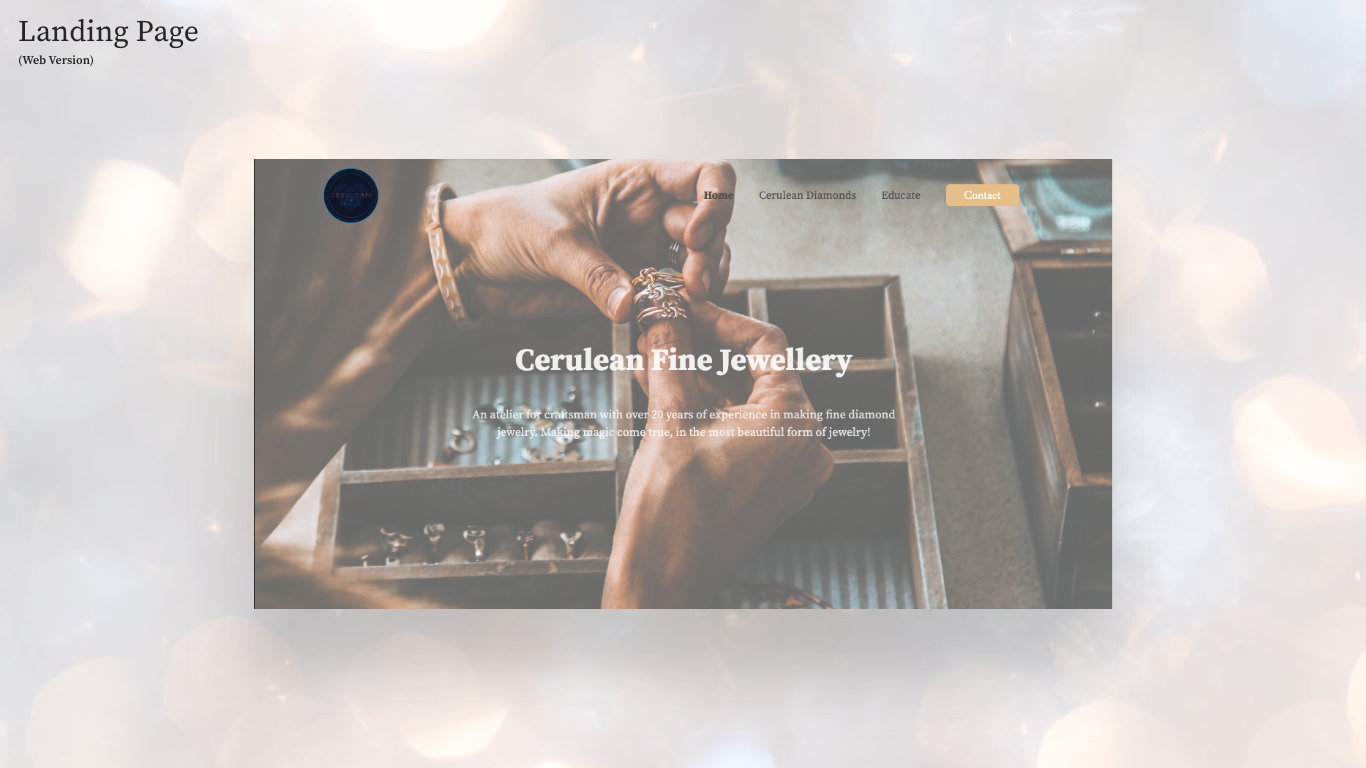 Landing Page
(Web Version)
CERULEAN
Home Cerulean Diamonds Educate Contact
Cerulean Fine Jewellery
An atelier for craftsman with over 20 years of experience in making fine diamond
jewelry. Making magic come true, in the most beautiful form of jewelry!